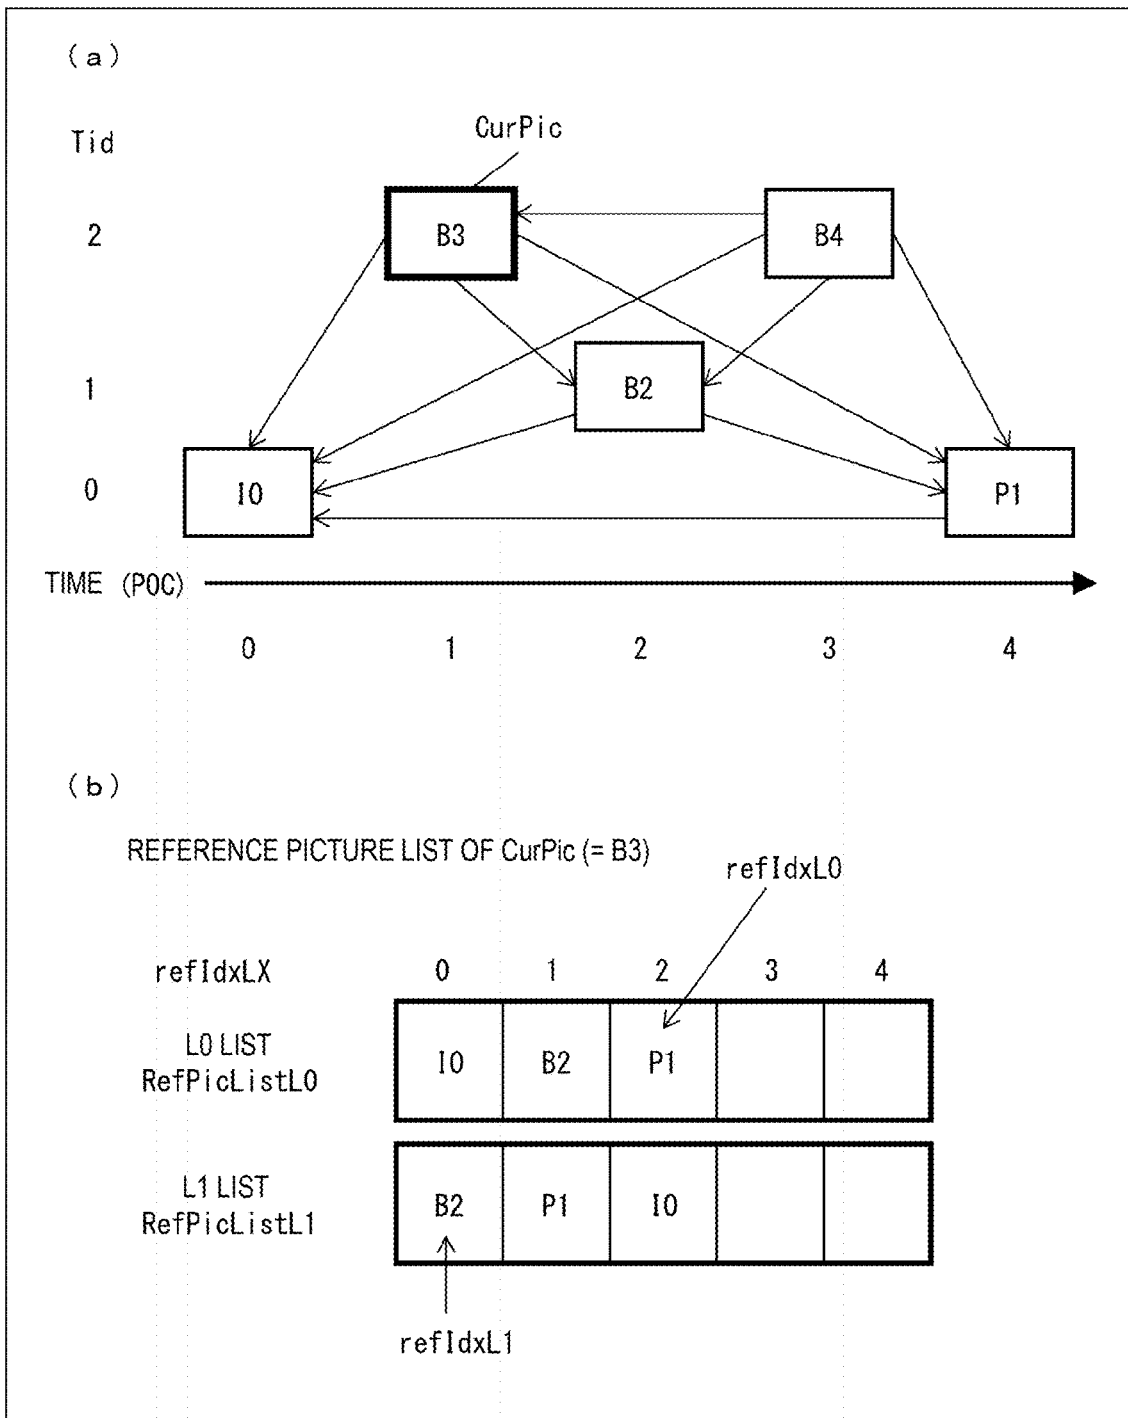 (a)
CurPic
Tid
2 B3 B4
1 B2
0 I0 P1
TIME (POC)
0 1 2 3 4
(b)
REFERENCE PICTURE LIST OF CurPic (= B3)
refIdxL0
refIdxLX 0 1 2 3 4
L0 LIST
RefPicListL0
I0 B2 P1
L1 LIST
RefPicListL1
B2 P1 I0
refIdxL1